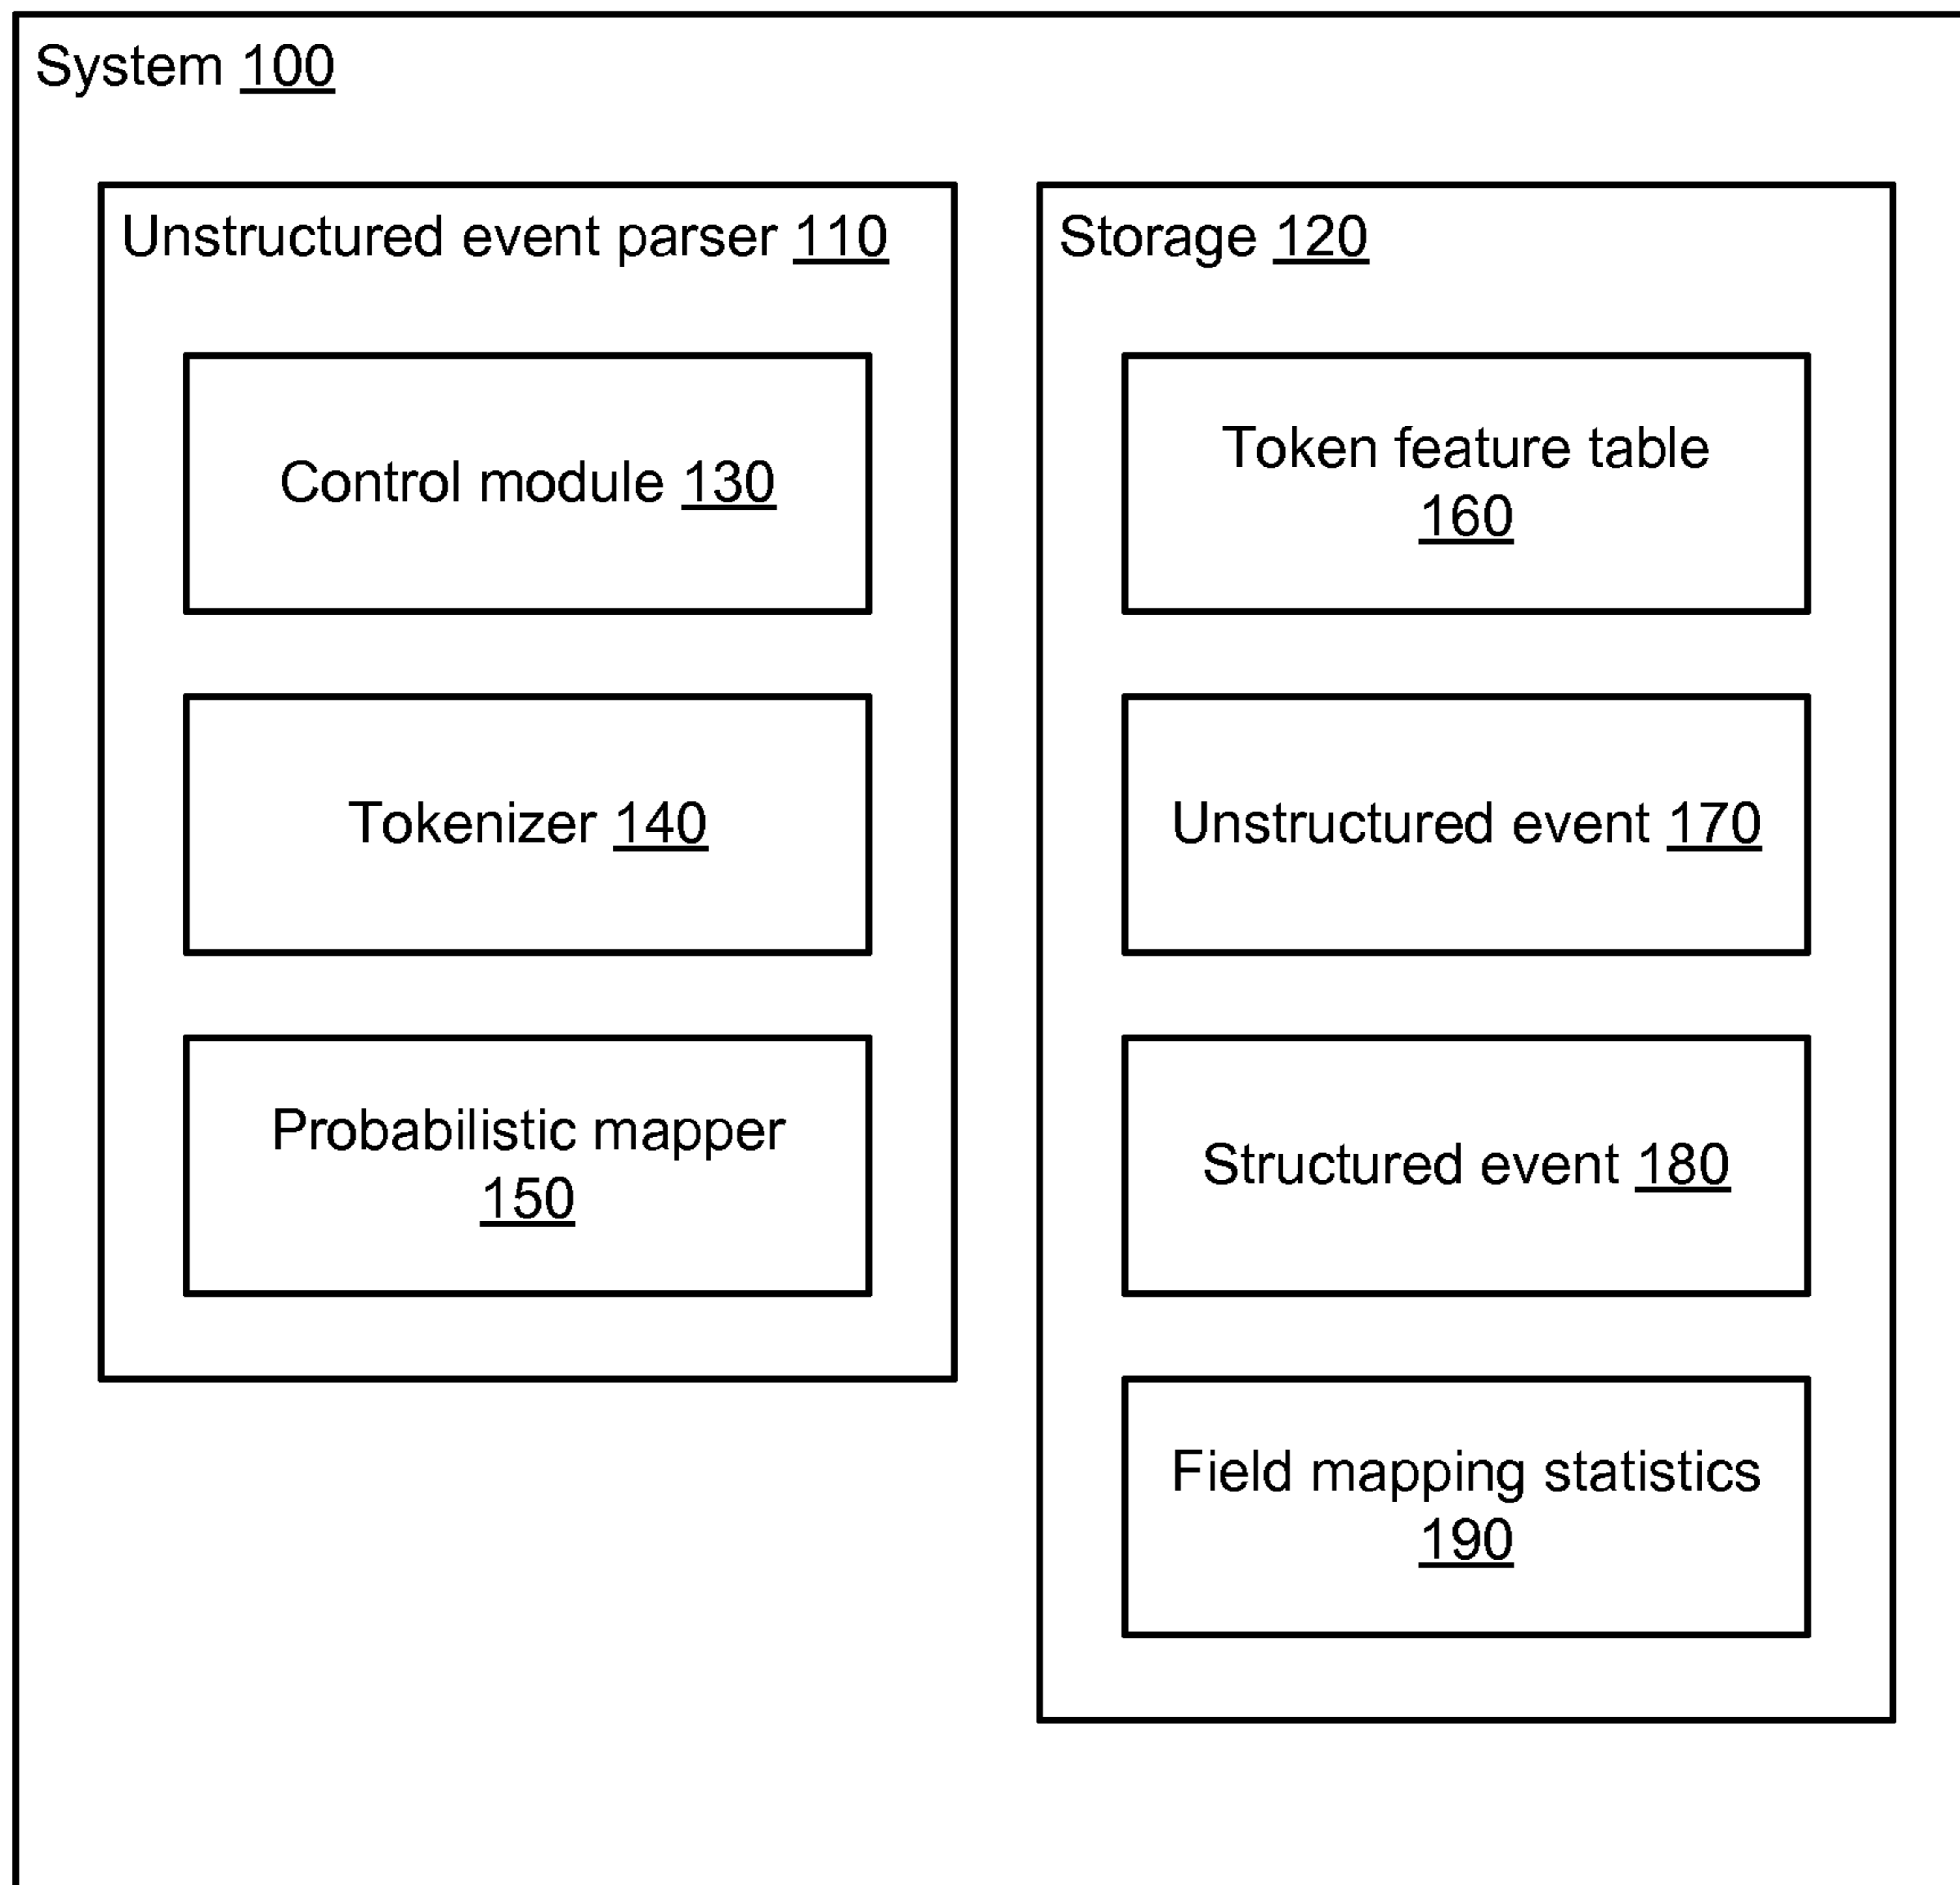 System 100
Unstructured event parser 110
Control module 130
Tokenizer 140
Probabilistic mapper
150
Storage 120
Token feature table
160
Unstructured event 170
Structured event 180
Field mapping statistics
190